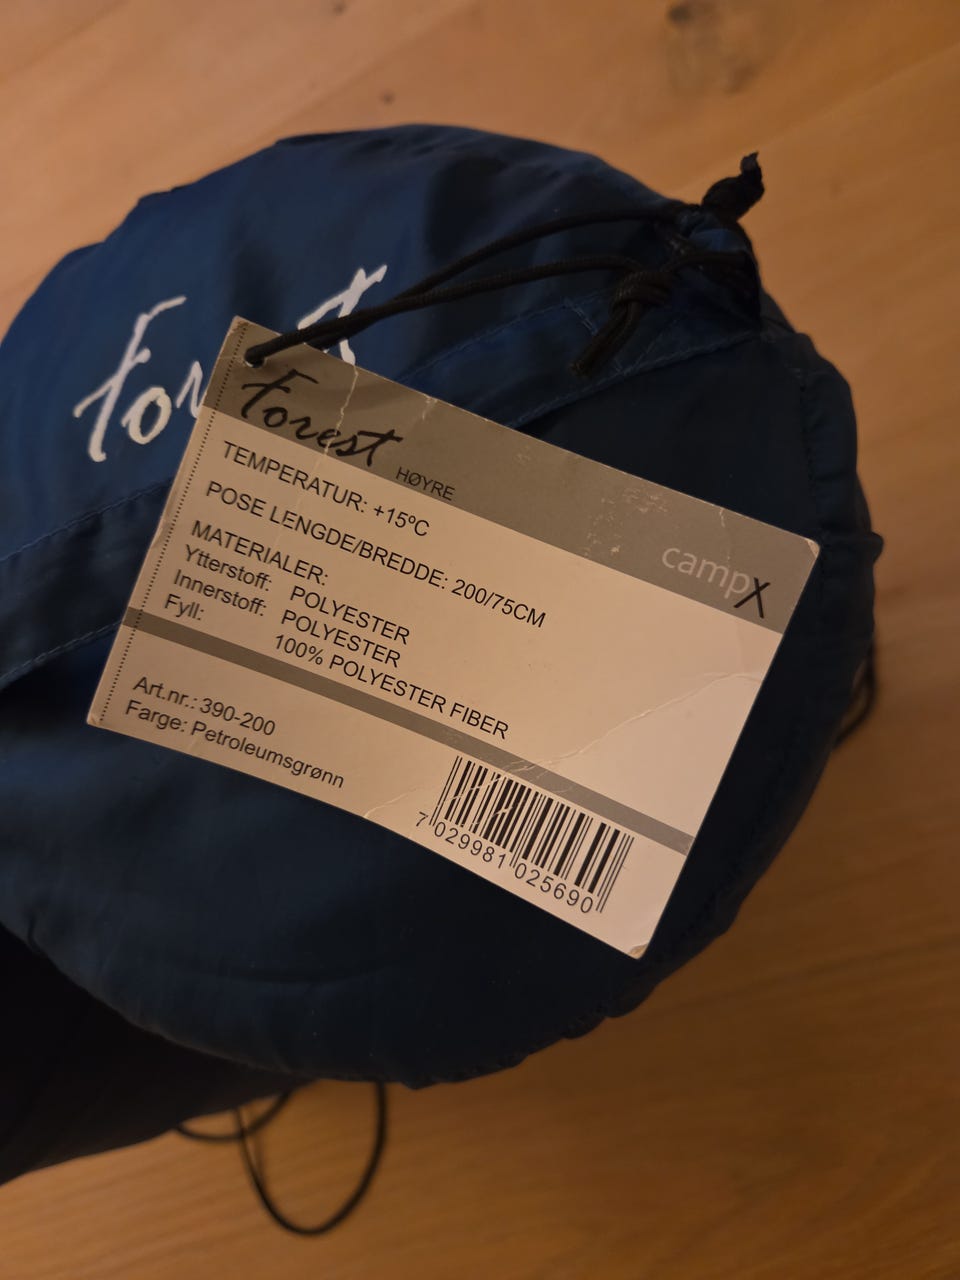 Forest
Forest HØYRE
campX
TEMPERATUR: +15ºC
POSE LENGDE/BREDDE: 200/75CM
MATERIALER:
Ytterstoff: POLYESTER
Innerstoff: POLYESTER
Fyll: 100% POLYESTER FIBER
Art.nr.: 390-200
Farge: Petroleumsgrønn
7 029981 025690